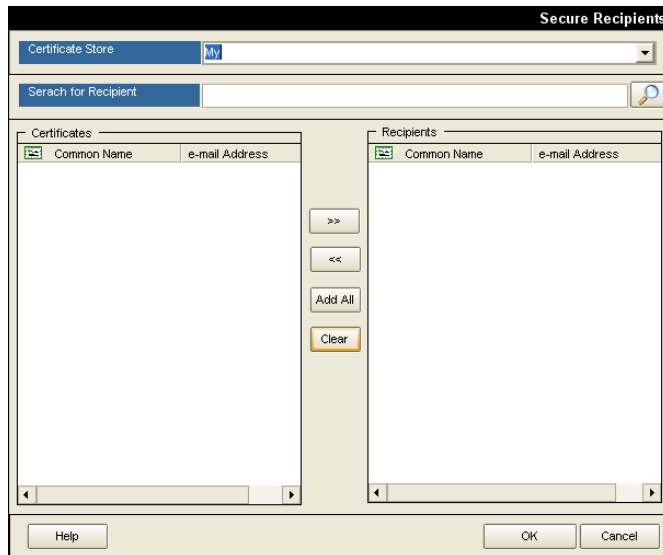 Secure Recipients
Certificate Store
My
Serach for Recipient
Certificates
Common Name e-mail Address
Recipients
Common Name e-mail Address
>>
<<
Add All
Clear
Help
OK
Cancel